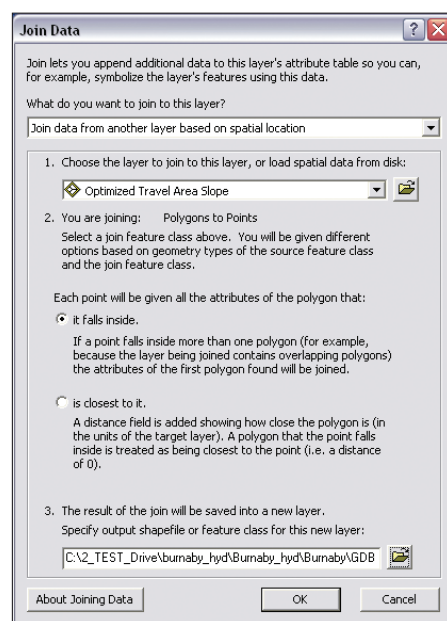 Join Data
Join lets you append additional data to this layer's attribute table so you can,
for example, symbolize the layer's features using this data.
What do you want to join to this layer?
Join data from another layer based on spatial location
1. Choose the layer to join to this layer, or load spatial data from disk:
Optimized Travel Area Slope
2. You are joining: Polygons to Points
Select a join feature class above. You will be given different
options based on geometry types of the source feature class
and the join feature class.
Each point will be given all the attributes of the polygon that:
it falls inside.
If a point falls inside more than one polygon (for example,
because the layer being joined contains overlapping polygons)
the attributes of the first polygon found will be joined.
is closest to it.
A distance field is added showing how close the polygon is (in
the units of the target layer). A polygon that the point falls
inside is treated as being closest to the point (i.e. a distance
of 0).
3. The result of the join will be saved into a new layer.
Specify output shapefile or feature class for this new layer:
C:\2_TEST_Drive\burnaby_hyd\Burnaby_hyd\Burnaby\GDB
About Joining Data
OK
Cancel